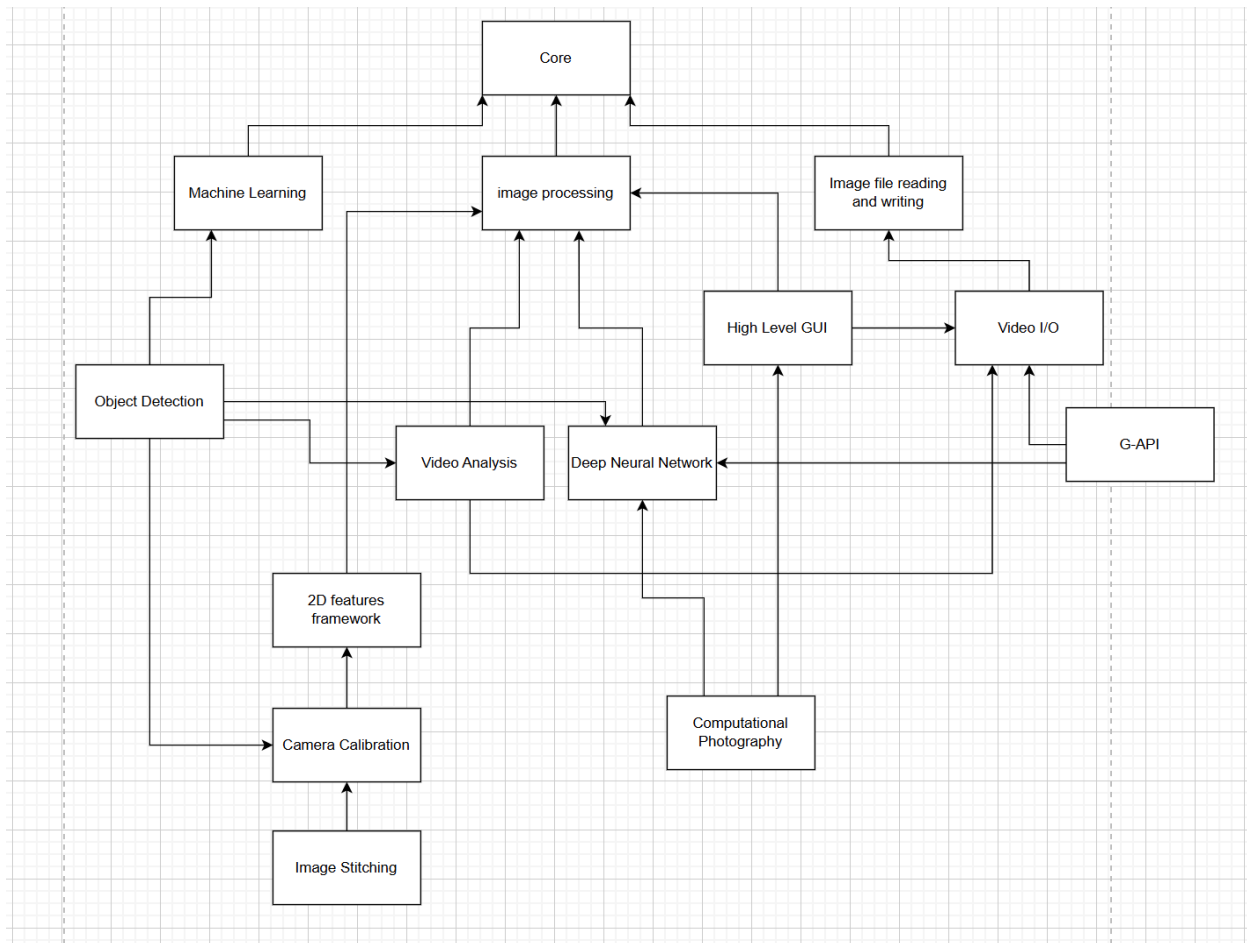 Core
Machine Learning
image processing
Image file reading
and writing
High Level GUI
Video I/O
Object Detection
Video Analysis
Deep Neural Network
G-API
2D features
framework
Computational
Photography
Camera Calibration
Image Stitching